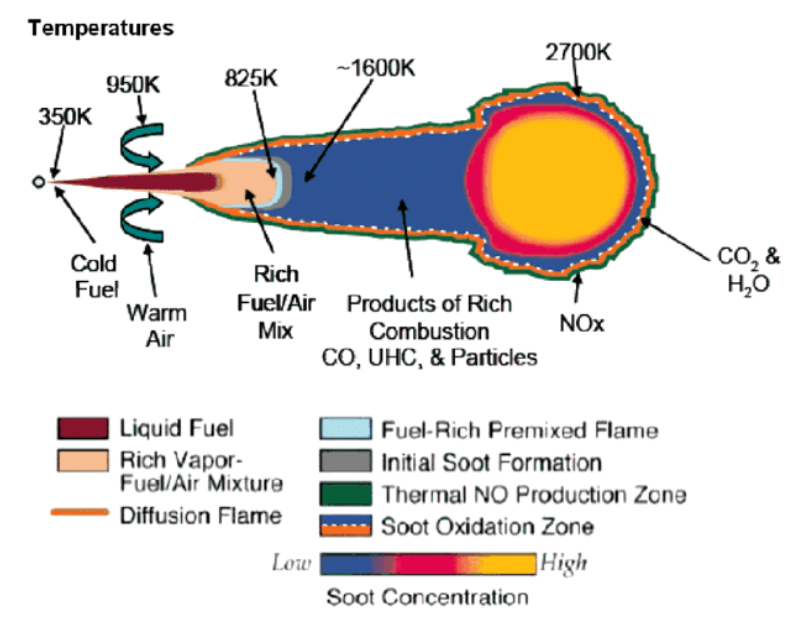 Temperatures
2700K
~1600K
825K
950K
350K
Cold
Fuel
Warm
Air
Rich
Fuel/Air
Mix
Products of Rich
Combustion
CO, UHC, & Particles
NOx
CO₂ &
H₂O
Liquid Fuel
Rich Vapor-
Fuel/Air Mixture
Diffusion Flame
Fuel-Rich Premixed Flame
Initial Soot Formation
Thermal NO Production Zone
Soot Oxidation Zone
Low High
Soot Concentration